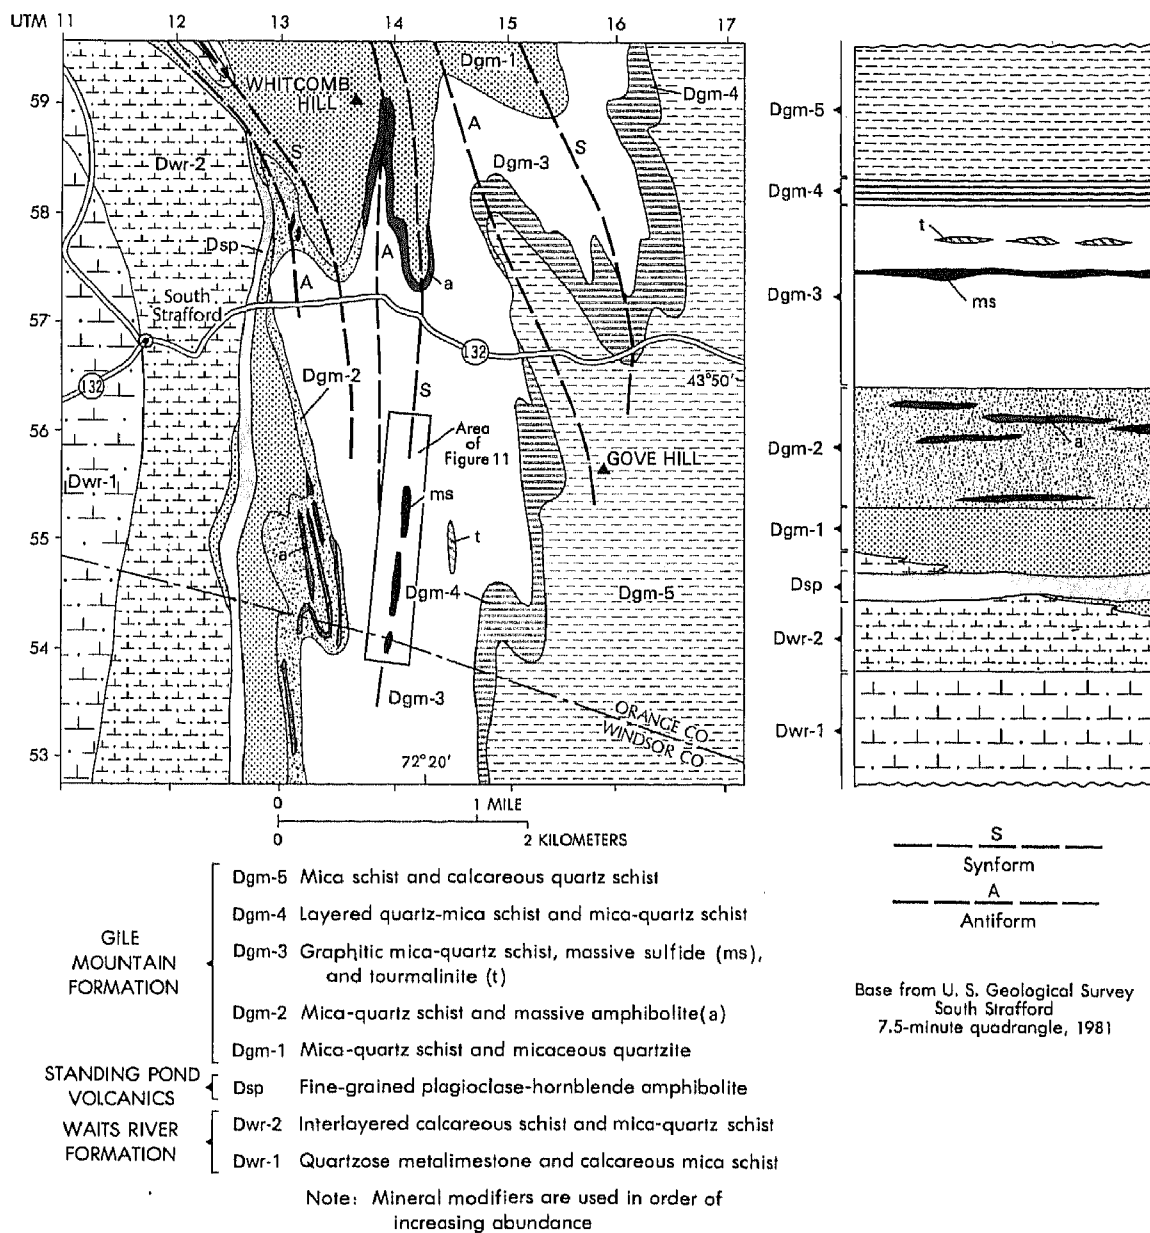 UTM 11 12 13 14 15 16 17
59
58
57
56
55
54
53
WHITCOMB
HILL
Dgm-1
Dgm-4
Dwr-2
S
S
A
A
A
S
Dgm-3
Dsp
a
South
Strafford
132
132
43°50'
Dgm-2
S
Area
of
Figure 11
GOVE HILL
Dwr-1
ms
a
t
Dgm-4
Dgm-5
Dgm-3
ORANGE CO
WINDSOR CO
72°20'
0 1 MILE
0 2 KILOMETERS
Dgm-5
Dgm-4
t
Dgm-3
ms
Dgm-2
a
Dgm-1
Dsp
Dwr-2
Dwr-1
S
Synform
A
Antiform
Base from U. S. Geological Survey
South Strafford
7.5-minute quadrangle, 1981
GILE
MOUNTAIN
FORMATION
Dgm-5 Mica schist and calcareous quartz schist
Dgm-4 Layered quartz-mica schist and mica-quartz schist
Dgm-3 Graphitic mica-quartz schist, massive sulfide (ms),
and tourmalinite (t)
Dgm-2 Mica-quartz schist and massive amphibolite(a)
Dgm-1 Mica-quartz schist and micaceous quartzite
STANDING POND
VOLCANICS
Dsp Fine-grained plagioclase-hornblende amphibolite
WAITS RIVER
FORMATION
Dwr-2 Interlayered calcareous schist and mica-quartz schist
Dwr-1 Quartzose metalimestone and calcareous mica schist
Note: Mineral modifiers are used in order of
increasing abundance